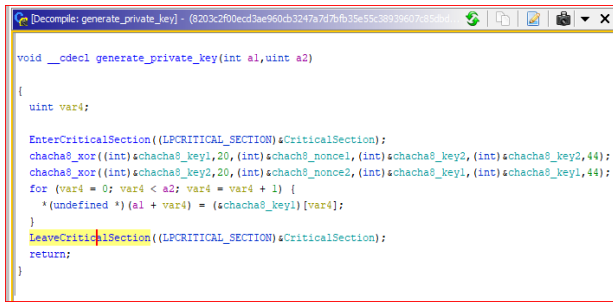 [Decompile: generate_private_key] - (8203c2f00ecd3ae960cb3247a7d7bfb35e55c38939607c85dbd
void __cdecl generate_private_key(int a1,uint a2)
{
uint var4;
EnterCriticalSection((LPCRITICAL_SECTION)&CriticalSection);
chacha8_xor((int)&chacha8_key1,20,(int)&chach8_nonce1,(int)&chacha8_key2,(int)&chacha8_key2,44);
chacha8_xor((int)&chacha8_key2,20,(int)&chach8_nonce2,(int)&chacha8_key1,(int)&chacha8_key1,44);
for (var4 = 0; var4 < a2; var4 = var4 + 1) {
*(undefined *)(a1 + var4) = (&chacha8_key1)[var4];
}
LeaveCriticalSection((LPCRITICAL_SECTION)&CriticalSection);
return;
}